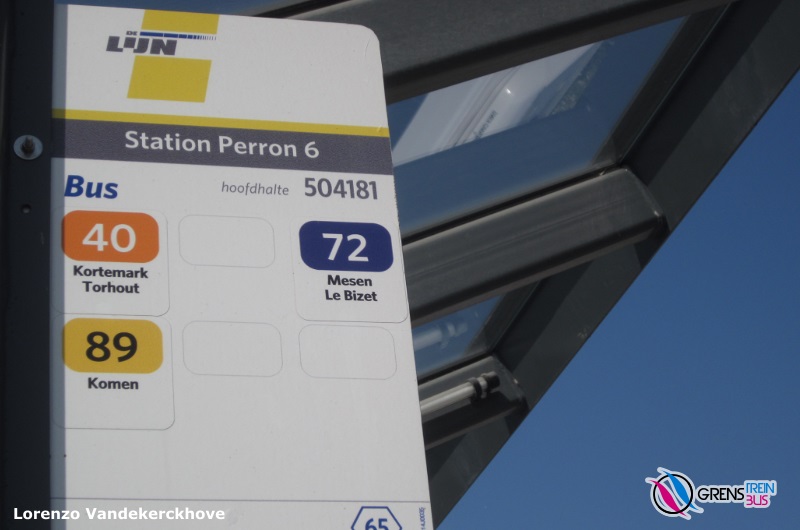 DE
LIJN
Station Perron 6
Bus hoofdhalte 504181
40
Kortemark
Torhout
72
Mesen
Le Bizet
89
Komen
65
Lorenzo Vandekerckhove
GRENS TREIN
BUS